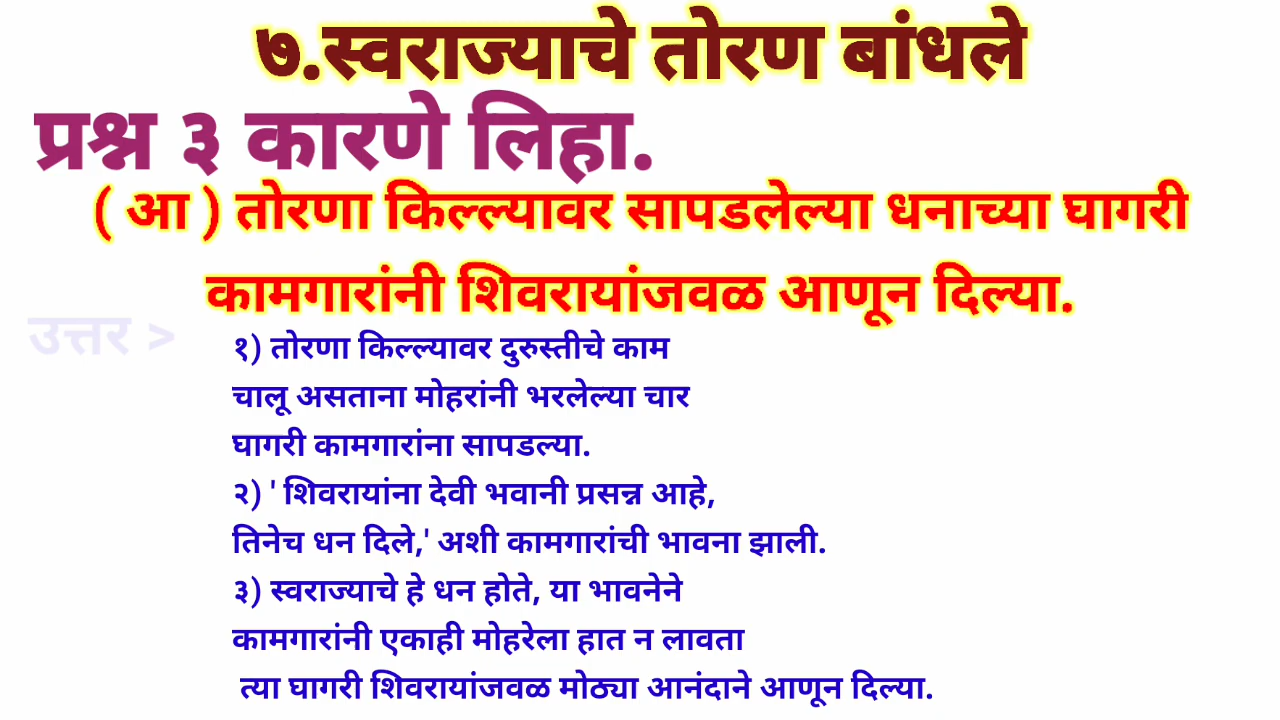 ७.स्वराज्याचे तोरण बांधले
प्रश्न ३ कारणे लिहा.
( आ ) तोरणा किल्ल्यावर सापडलेल्या धनाच्या घागरी
कामगारांनी शिवरायांजवळ आणून दिल्या.
उत्तर >
१) तोरणा किल्ल्यावर दुरुस्तीचे काम
चालू असताना मोहरांनी भरलेल्या चार
घागरी कामगारांना सापडल्या.
२) ' शिवरायांना देवी भवानी प्रसन्न आहे,
तिनेच धन दिले,' अशी कामगारांची भावना झाली.
३) स्वराज्याचे हे धन होते, या भावनेने
कामगारांनी एकाही मोहरेला हात न लावता
त्या घागरी शिवरायांजवळ मोठ्या आनंदाने आणून दिल्या.